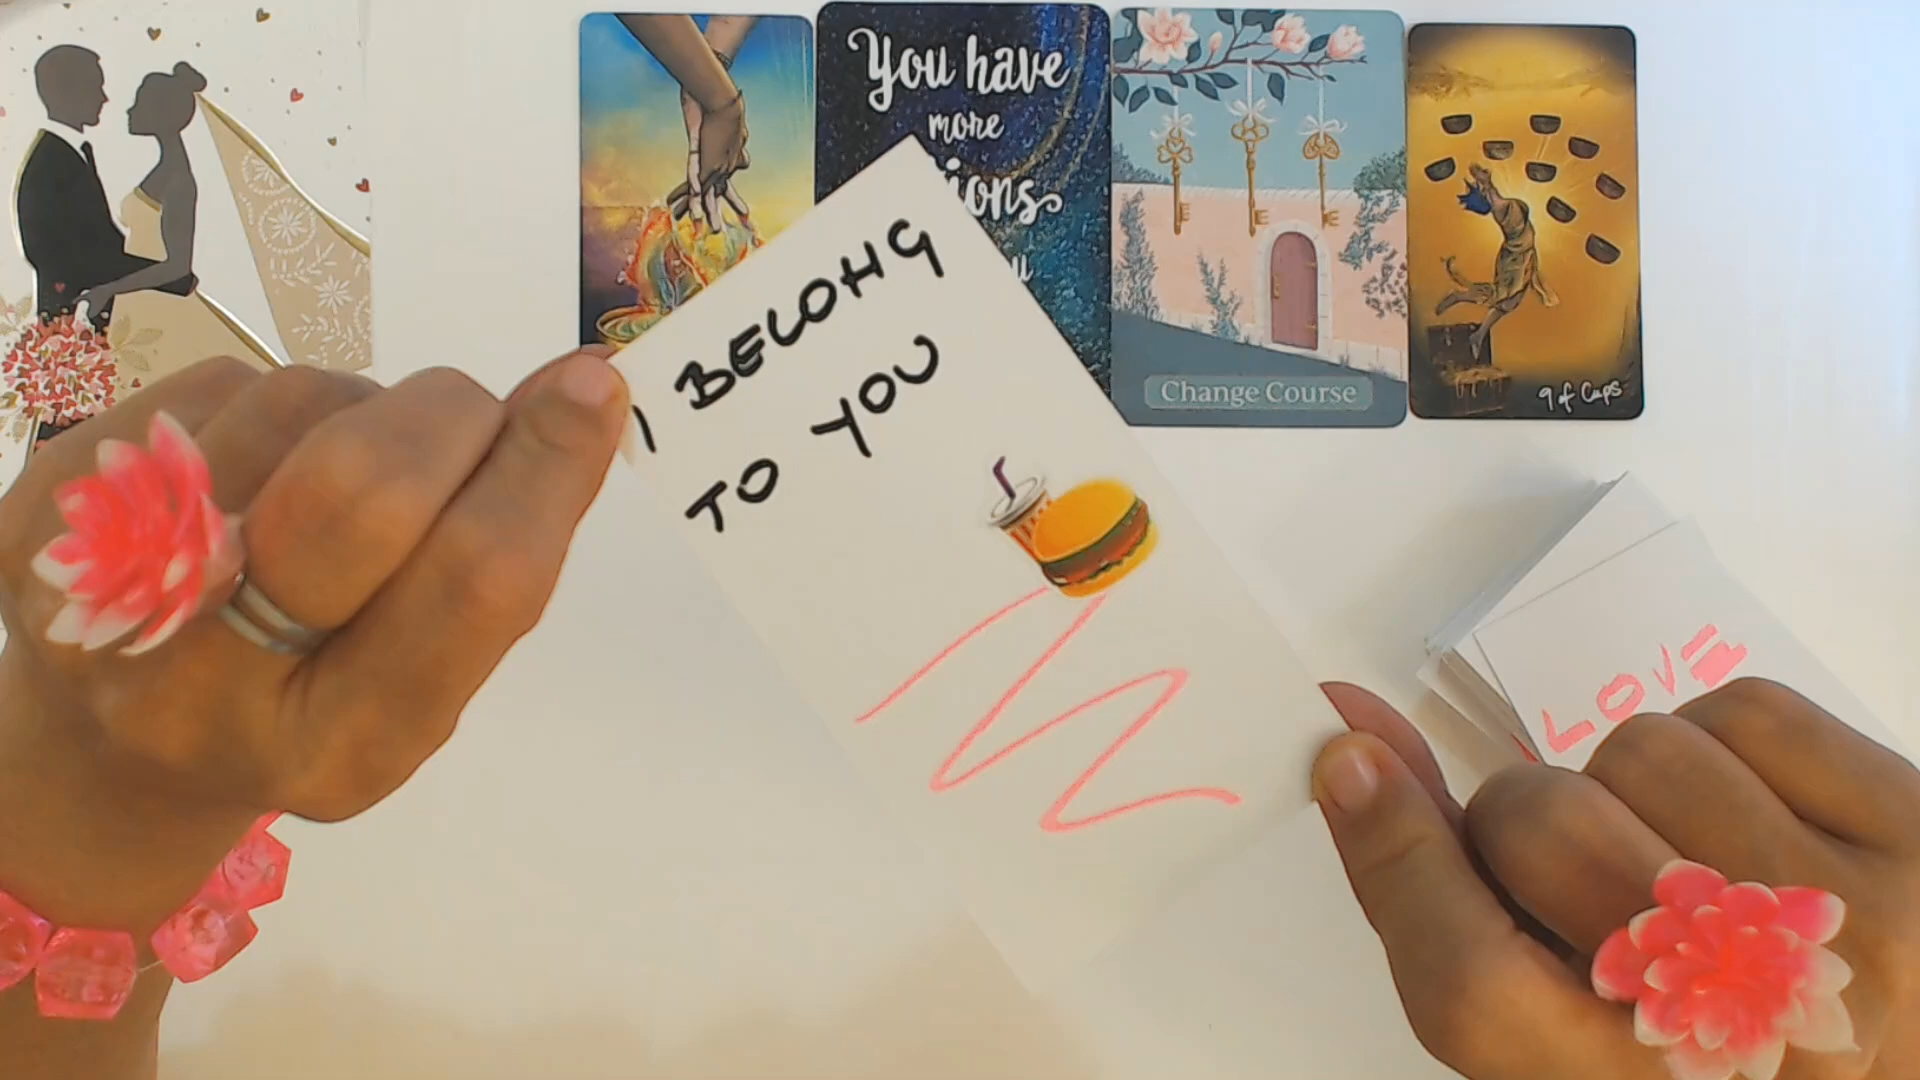 You have
more
Change Course
9 of Cups
I BELONG
TO YOU
LOVE